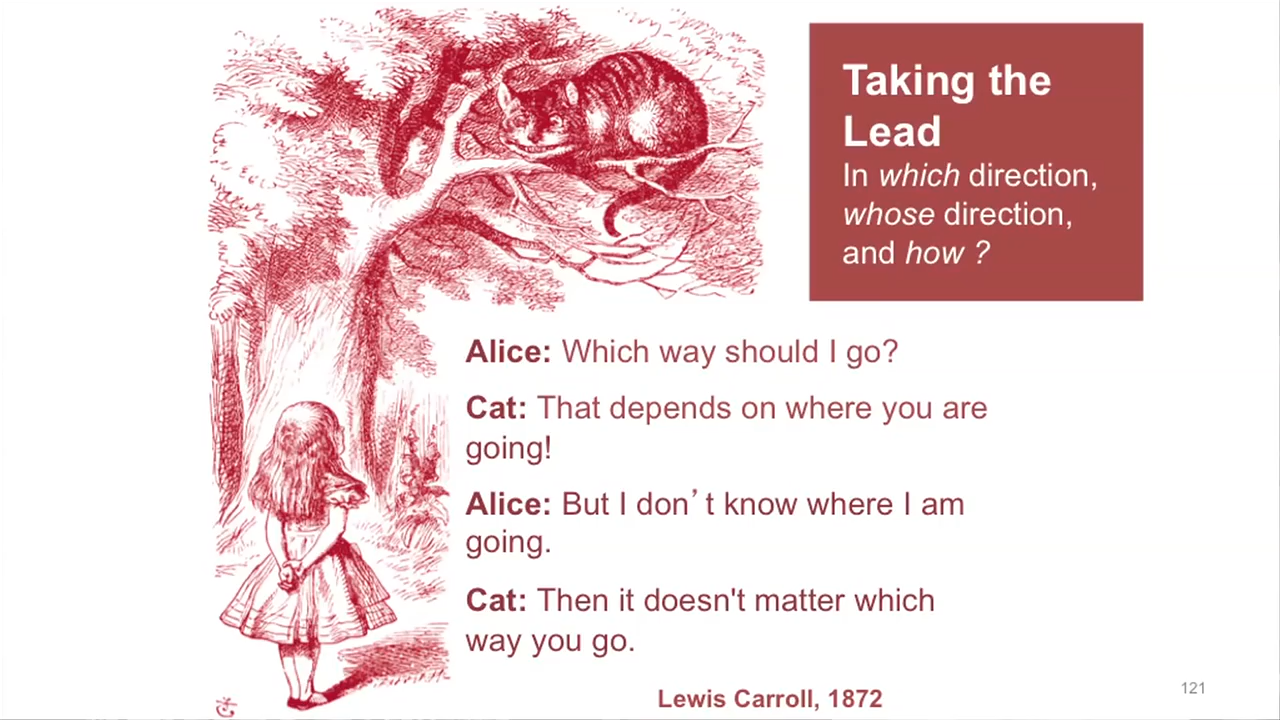 Taking the
Lead
In which direction,
whose direction,
and how ?
Alice: Which way should I go?
Cat: That depends on where you are
going!
Alice: But I don’t know where I am
going.
Cat: Then it doesn't matter which
way you go.
Lewis Carroll, 1872
121